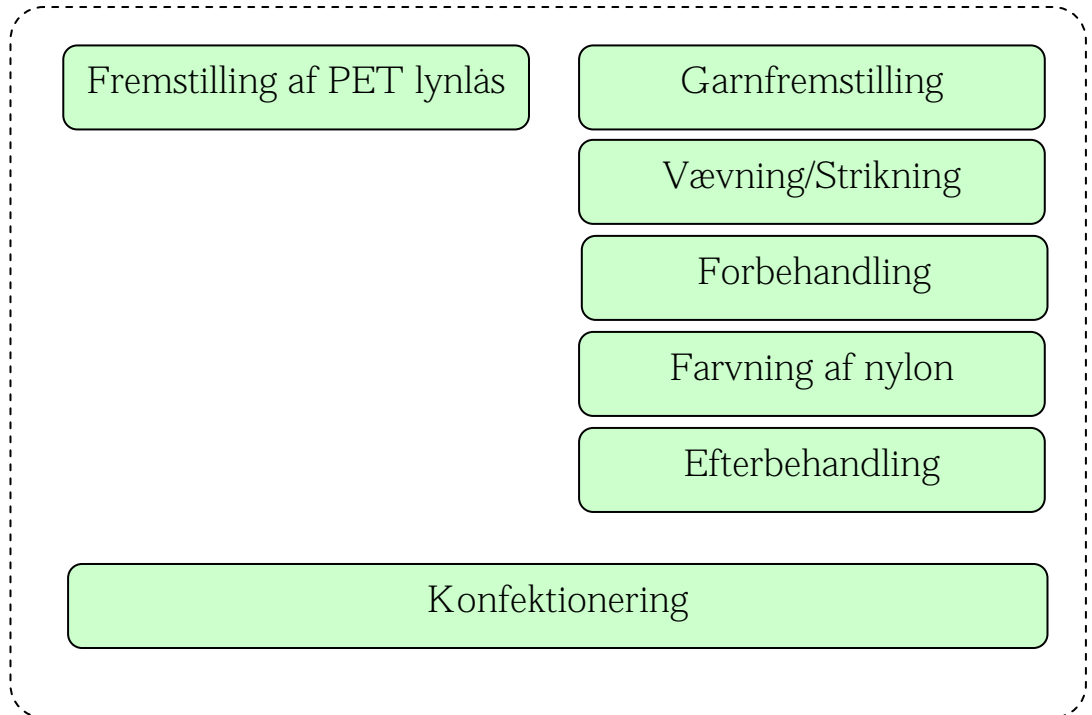 Fremstilling af PET lynlås
Garnfremstilling
Vævning/Strikning
Forbehandling
Farvning af nylon
Efterbehandling
Konfektionering